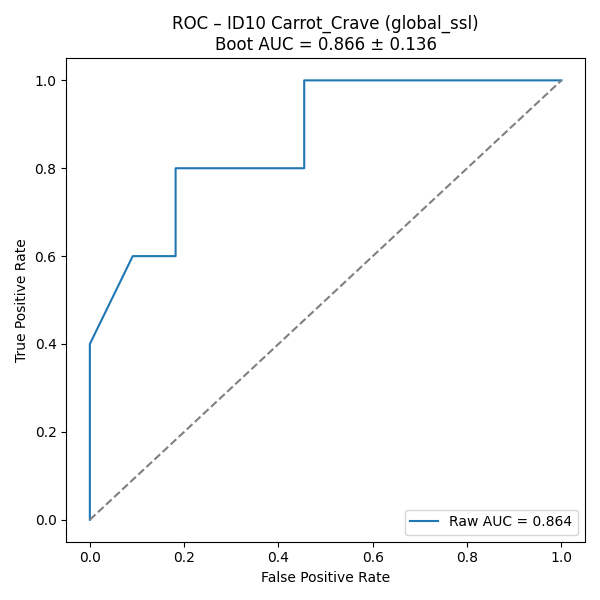 ROC – ID10 Carrot_Crave (global_ssl)
Boot AUC = 0.866 ± 0.136
1.0
0.8
0.6
0.4
0.2
0.0
True Positive Rate
Raw AUC = 0.864
0.0 0.2 0.4 0.6 0.8 1.0
False Positive Rate